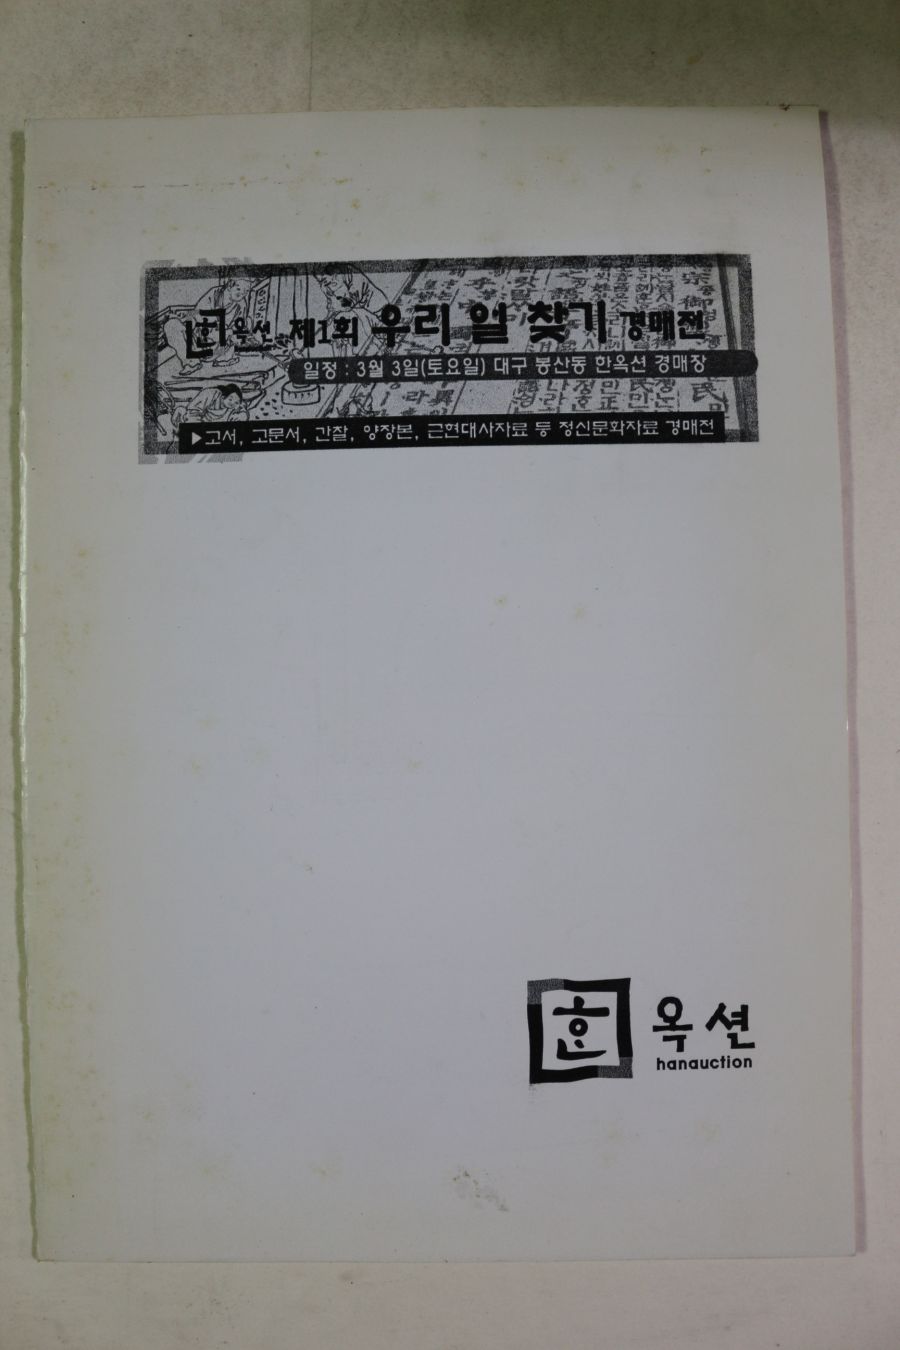 한옥션 제1회 우리 얼 찾기 경매전
일정 : 3월 3일(토요일) 대구 봉산동 한옥션 경매장
▶고서, 고문서, 간찰, 양장본, 근현대사자료 등 정신문화자료 경매전
한옥션
hanauction